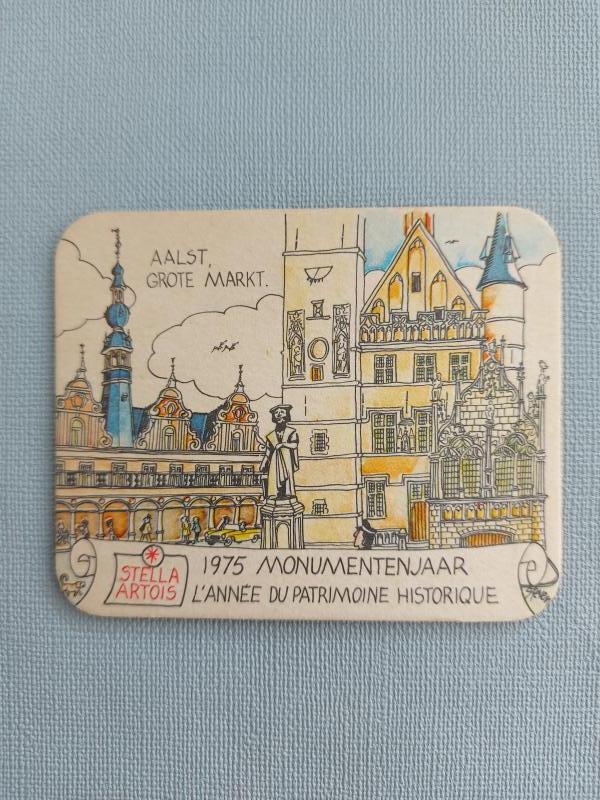 AALST,
GROTE MARKT.
STELLA
ARTOIS
1975 MONUMENTENJAAR
L'ANNÉE DU PATRIMOINE HISTORIQUE